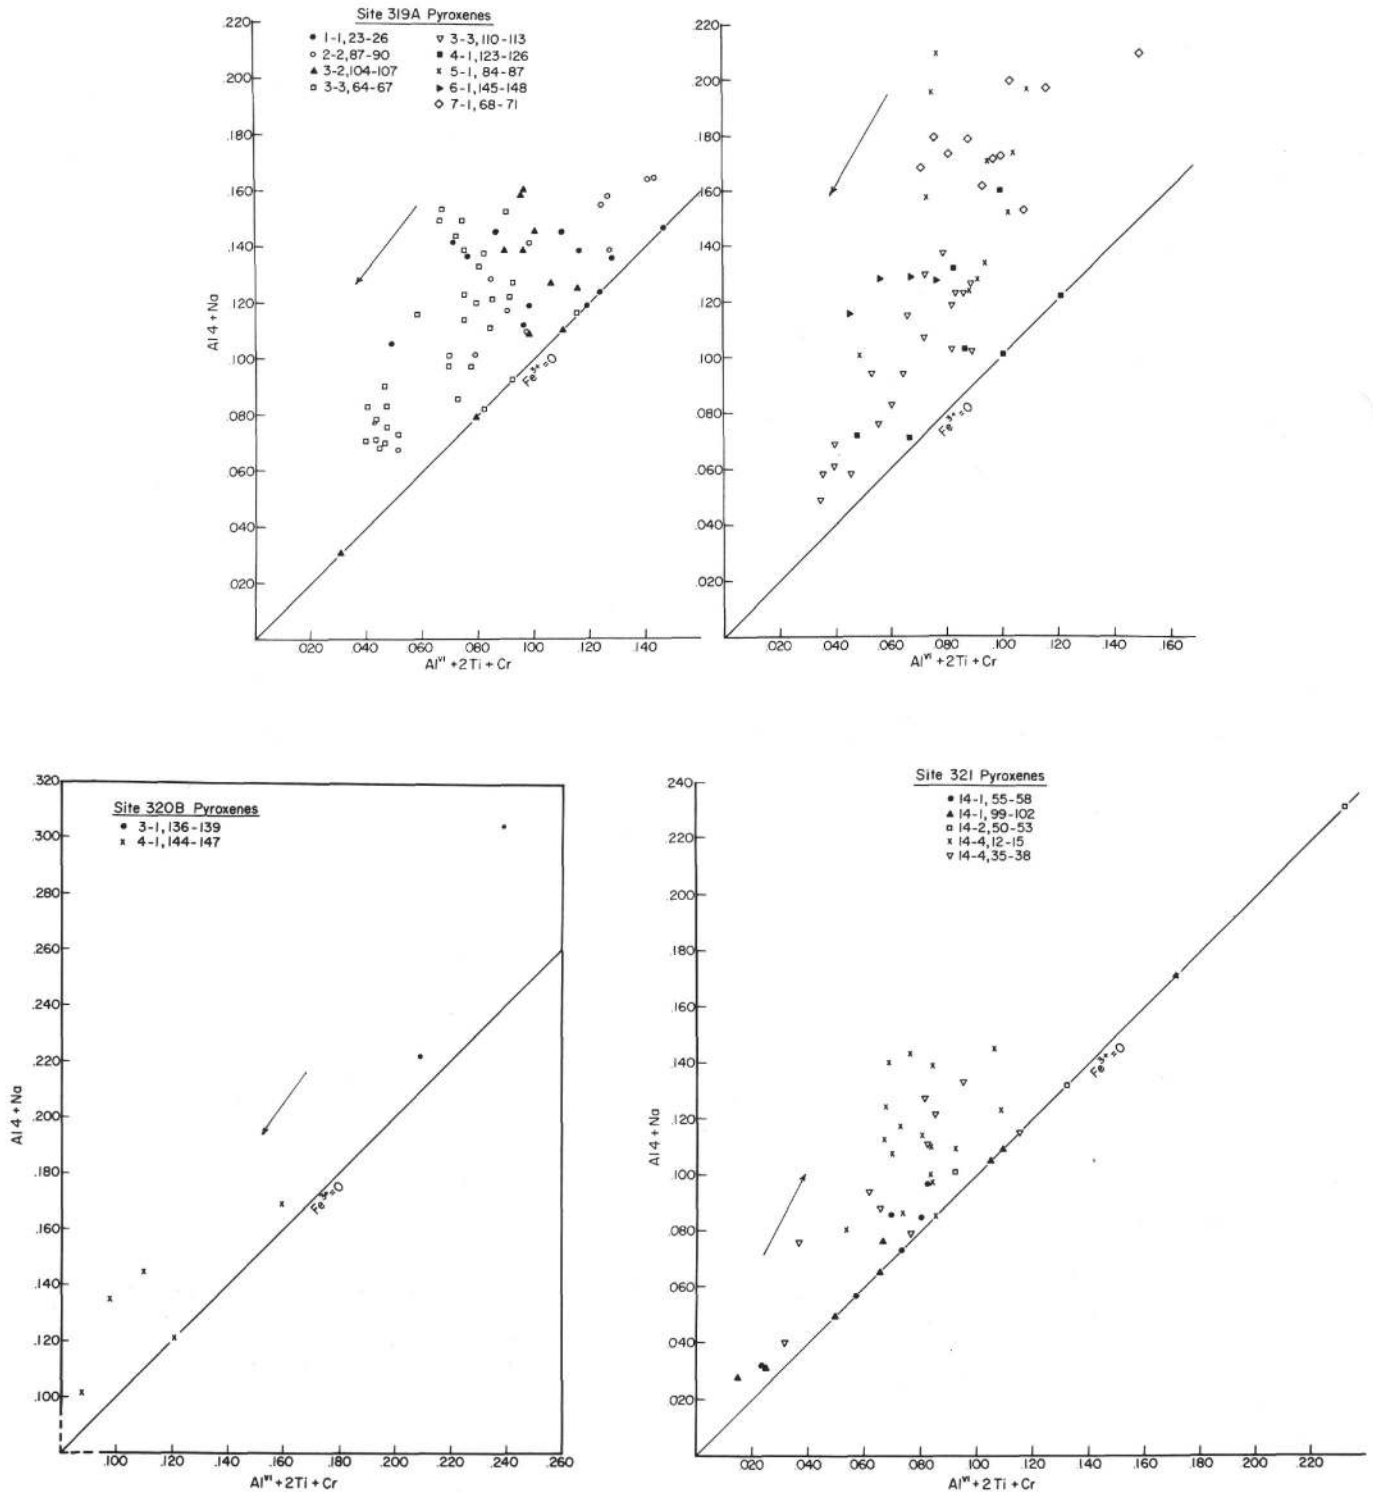 Site 319A Pyroxenes
● 1-1, 23-26
○ 2-2, 87-90
▲ 3-2, 104-107
□ 3-3, 64-67
▽ 3-3, 110-113
■ 4-1, 123-126
x 5-1, 84-87
▶ 6-1, 145-148
◇ 7-1, 68-71
.220
.200
.180
.160
.140
.120
.100
.080
.060
.040
.020
Al 4 + Na
Fe³⁺=0
.020 .040 .060 .080 .100 .120 .140
Alⱽᴵ + 2Ti + Cr
.220
.200
.180
.160
.140
.120
.100
.080
.060
.040
.020
Fe³⁺=0
.020 .040 .060 .080 .100 .120 .140 .160
Alⱽᴵ + 2Ti + Cr
Site 320B Pyroxenes
● 3-1, 136-139
x 4-1, 144-147
.320
.300
.280
.260
.240
.220
.200
.180
.160
.140
.120
.100
Al 4 + Na
Fe³⁺=0
.100 .120 .140 .160 .180 .200 .220 .240 .260
Alⱽᴵ + 2Ti + Cr
Site 321 Pyroxenes
● 14-1, 55-58
▲ 14-1, 99-102
□ 14-2, 50-53
x 14-4, 12-15
▽ 14-4, 35-38
.240
.220
.200
.180
.160
.140
.120
.100
.080
.060
.040
.020
Al 4 + Na
Fe³⁺=0
.020 .040 .060 .080 .100 .120 .140 .160 .180 .200 .220
Alⱽᴵ + 2Ti + Cr